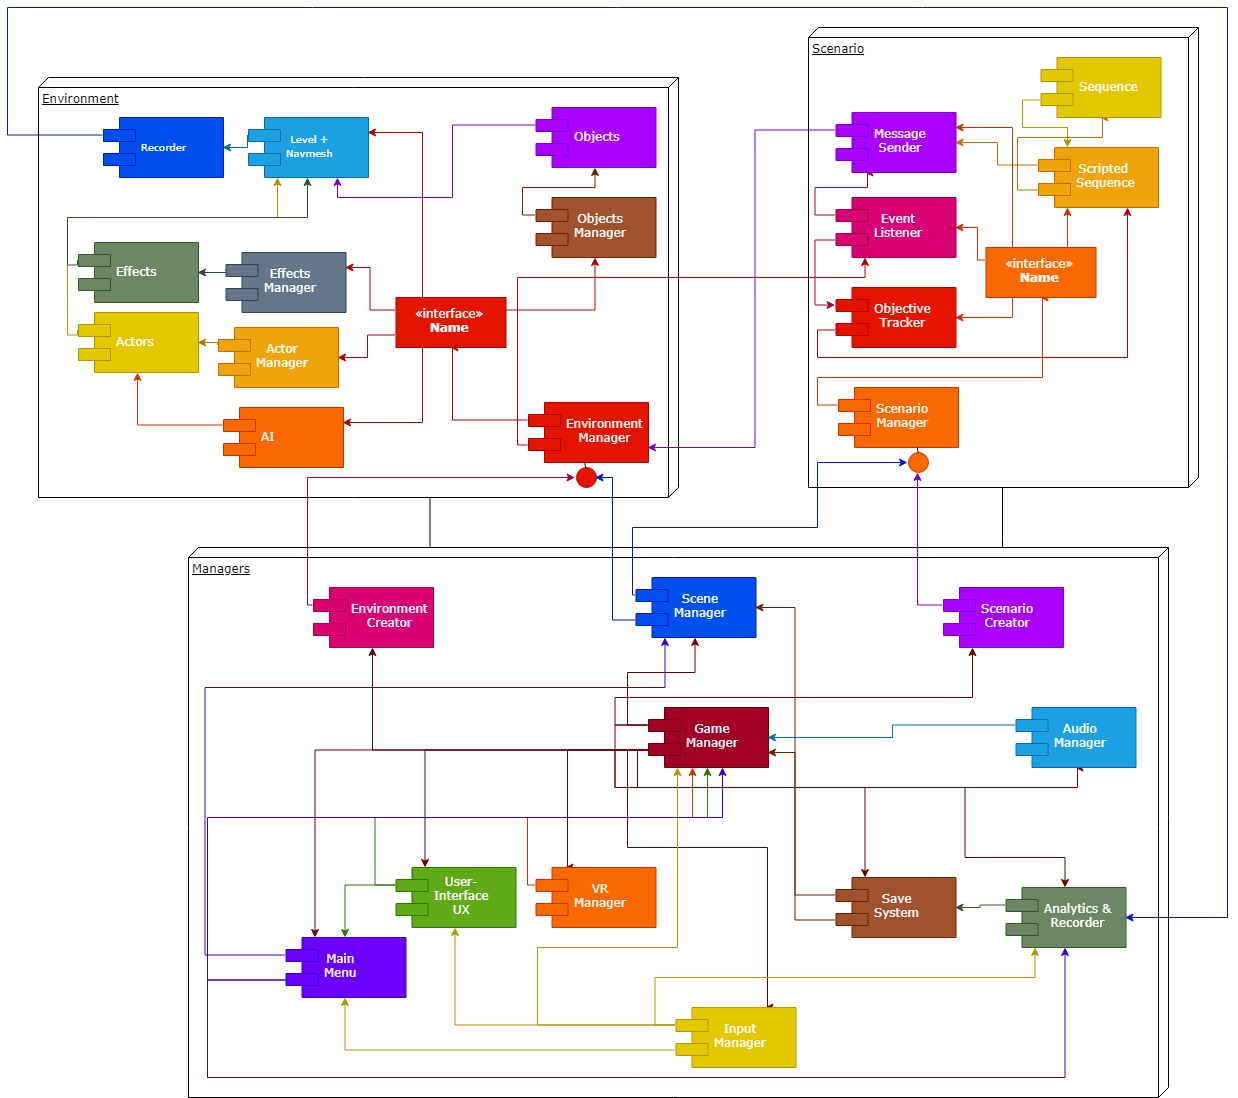 Scenario
Sequence
Message
Sender
Scripted
Sequence
Event
Listener
«interface»
Name
Objective
Tracker
Scenario
Manager
Environment
Recorder
Level +
Navmesh
Objects
Objects
Manager
Effects
Effects
Manager
«interface»
Name
Actors
Actor
Manager
AI
Environment
Manager
Managers
Environment
Creator
Scene
Manager
Scenario
Creator
Game
Manager
Audio
Manager
User-
Interface
UX
VR
Manager
Save
System
Analytics &
Recorder
Main
Menu
Input
Manager